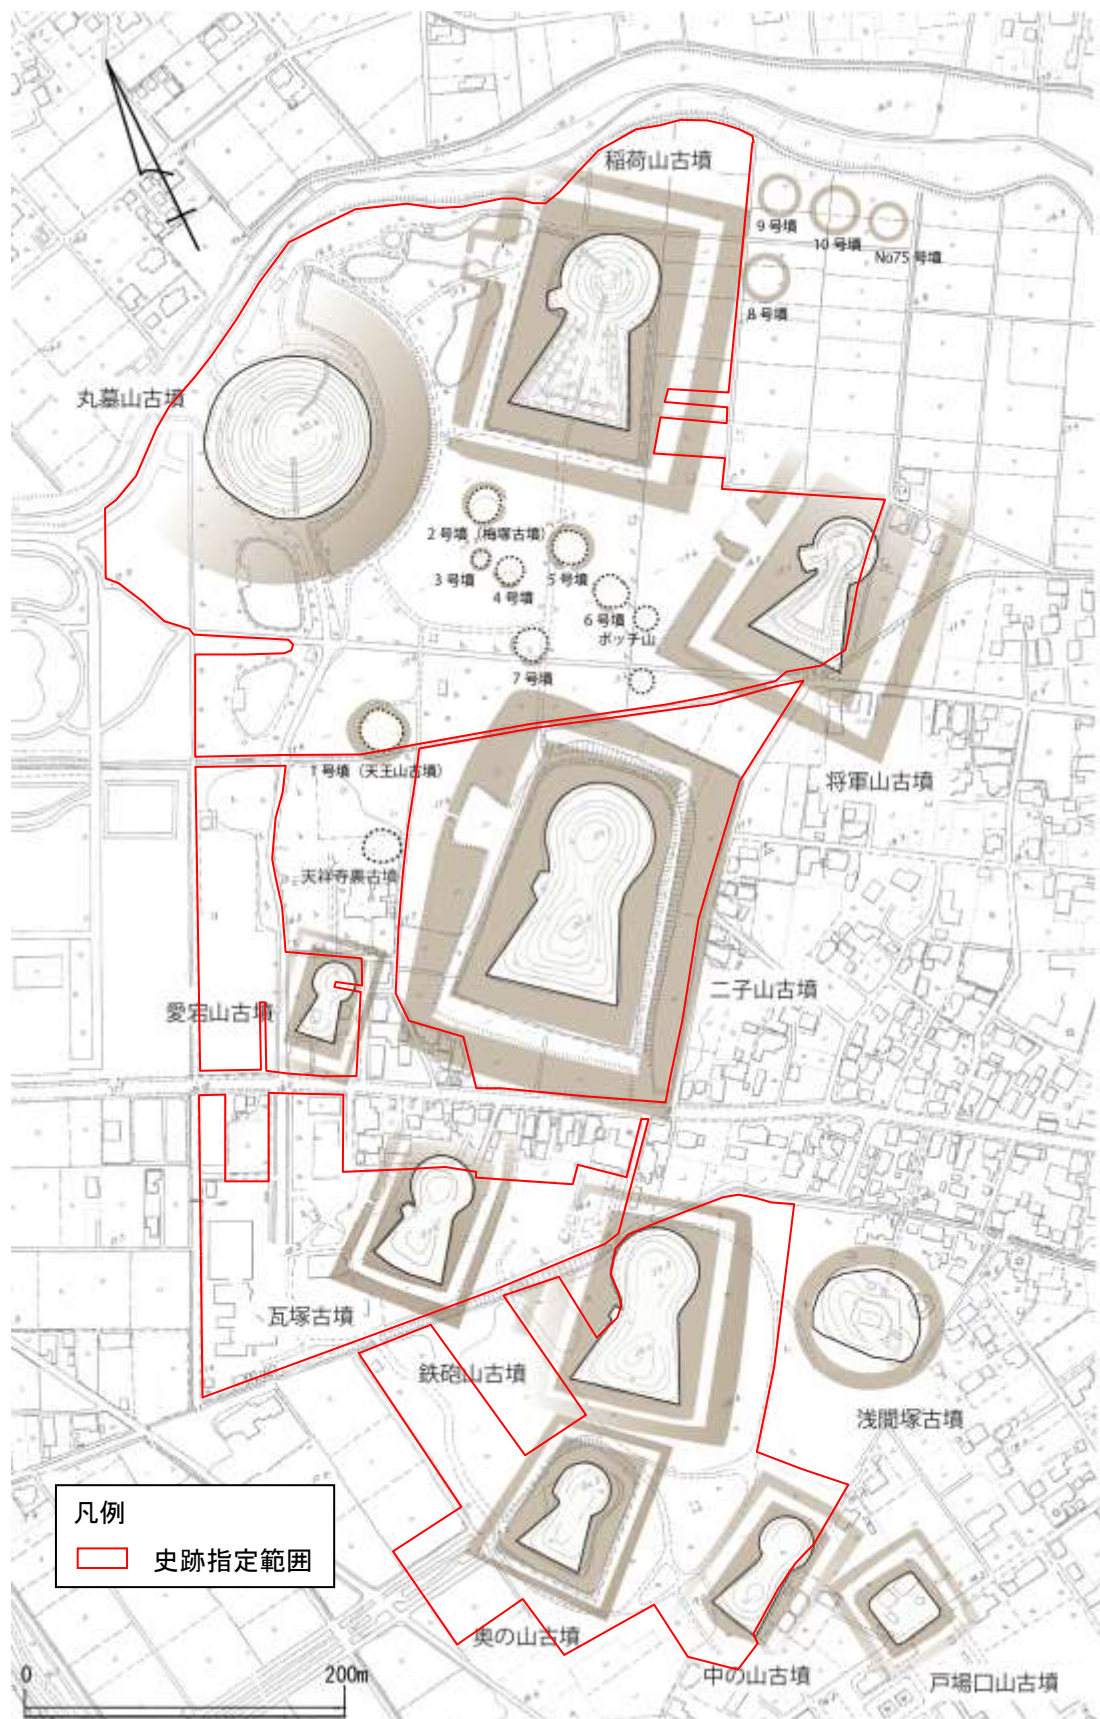 稲荷山古墳
9号墳
10号墳
No75号墳
8号墳
丸墓山古墳
2号墳（梅塚古墳）
3号墳
4号墳
5号墳
6号墳
ボッチ山
7号墳
1号墳（天王山古墳）
将軍山古墳
天祥寺裏古墳
二子山古墳
愛宕山古墳
瓦塚古墳
鉄砲山古墳
浅間塚古墳
凡例
史跡指定範囲
奥の山古墳
中の山古墳
戸場口山古墳
0
200m